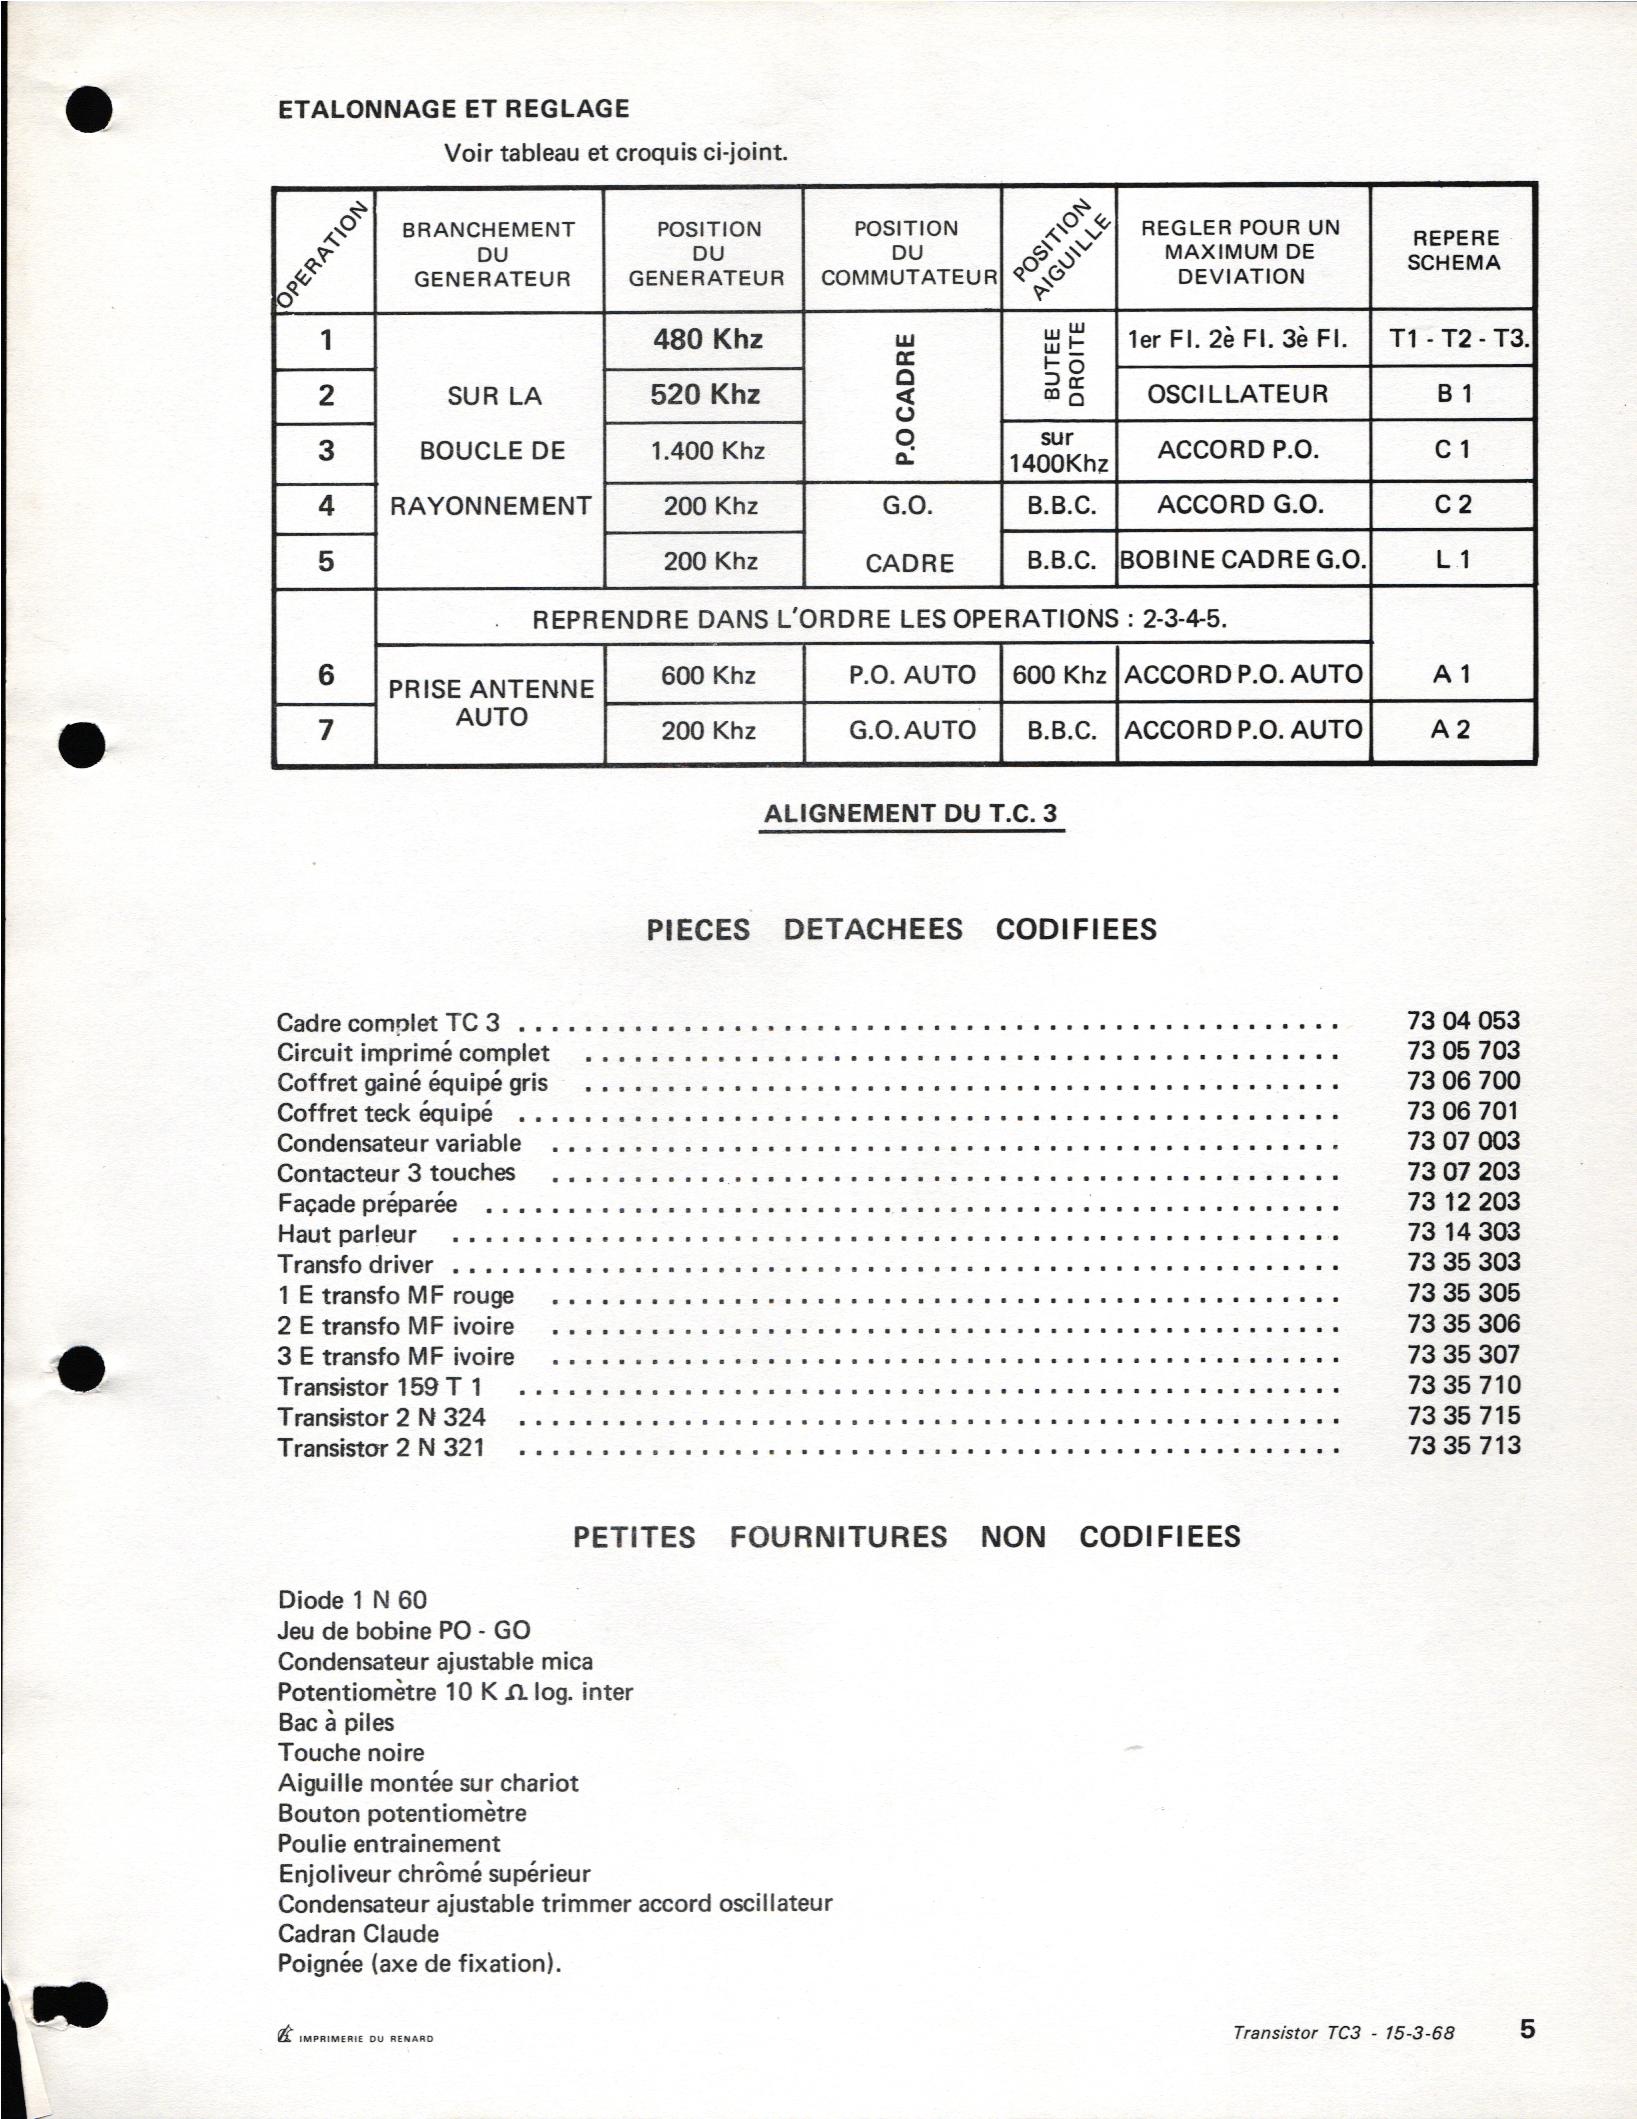 ETALONNAGE ET REGLAGE
Voir tableau et croquis ci-joint.
OPERATION
BRANCHEMENT
DU
GENERATEUR
POSITION
DU
GENERATEUR
POSITION
DU
COMMUTATEUR
POSITION
AIGUILLE
REGLER POUR UN
MAXIMUM DE
DEVIATION
REPERE
SCHEMA
1
480 Khz
P.O CADRE
BUTEE
DROITE
1er FI. 2è FI. 3è FI.
T1 - T2 - T3.
2
SUR LA
520 Khz
OSCILLATEUR
B 1
3
BOUCLE DE
1.400 Khz
sur
1400Khz
ACCORD P.O.
C 1
4
RAYONNEMENT
200 Khz
G.O.
B.B.C.
ACCORD G.O.
C 2
5
200 Khz
CADRE
B.B.C.
BOBINE CADRE G.O.
L 1
REPRENDRE DANS L'ORDRE LES OPERATIONS : 2-3-4-5.
6
PRISE ANTENNE
AUTO
600 Khz
P.O. AUTO
600 Khz
ACCORD P.O. AUTO
A 1
7
200 Khz
G.O. AUTO
B.B.C.
ACCORD P.O. AUTO
A 2
ALIGNEMENT DU T.C. 3
PIECES DETACHEES CODIFIEES
Cadre complet TC 3 73 04 053
Circuit imprimé complet 73 05 703
Coffret gainé équipé gris 73 06 700
Coffret teck équipé 73 06 701
Condensateur variable 73 07 003
Contacteur 3 touches 73 07 203
Façade préparée 73 12 203
Haut parleur 73 14 303
Transfo driver 73 35 303
1 E transfo MF rouge 73 35 305
2 E transfo MF ivoire 73 35 306
3 E transfo MF ivoire 73 35 307
Transistor 159 T 1 73 35 710
Transistor 2 N 324 73 35 715
Transistor 2 N 321 73 35 713
PETITES FOURNITURES NON CODIFIEES
Diode 1 N 60
Jeu de bobine PO - GO
Condensateur ajustable mica
Potentiomètre 10 K Ω log. inter
Bac à piles
Touche noire
Aiguille montée sur chariot
Bouton potentiomètre
Poulie entrainement
Enjoliveur chrômé supérieur
Condensateur ajustable trimmer accord oscillateur
Cadran Claude
Poignée (axe de fixation).
IMPRIMERIE DU RENARD
Transistor TC3 - 15-3-68 5